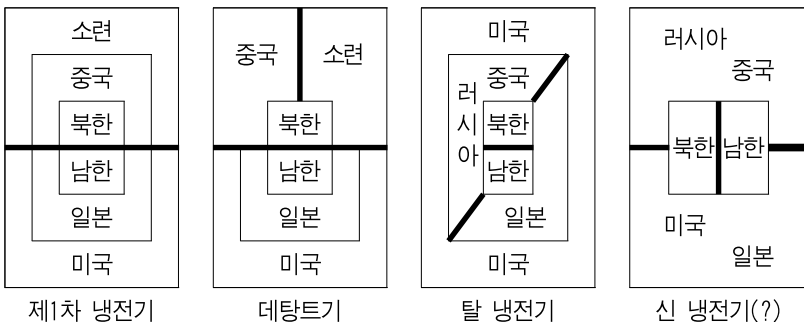 소련
중국
북한
남한
일본
미국
제1차 냉전기
중국 소련
북한
남한
일본
미국
데탕트기
미국
중국
러시아
북한
남한
일본
미국
탈 냉전기
러시아
중국
북한 남한
미국
일본
신 냉전기(?)